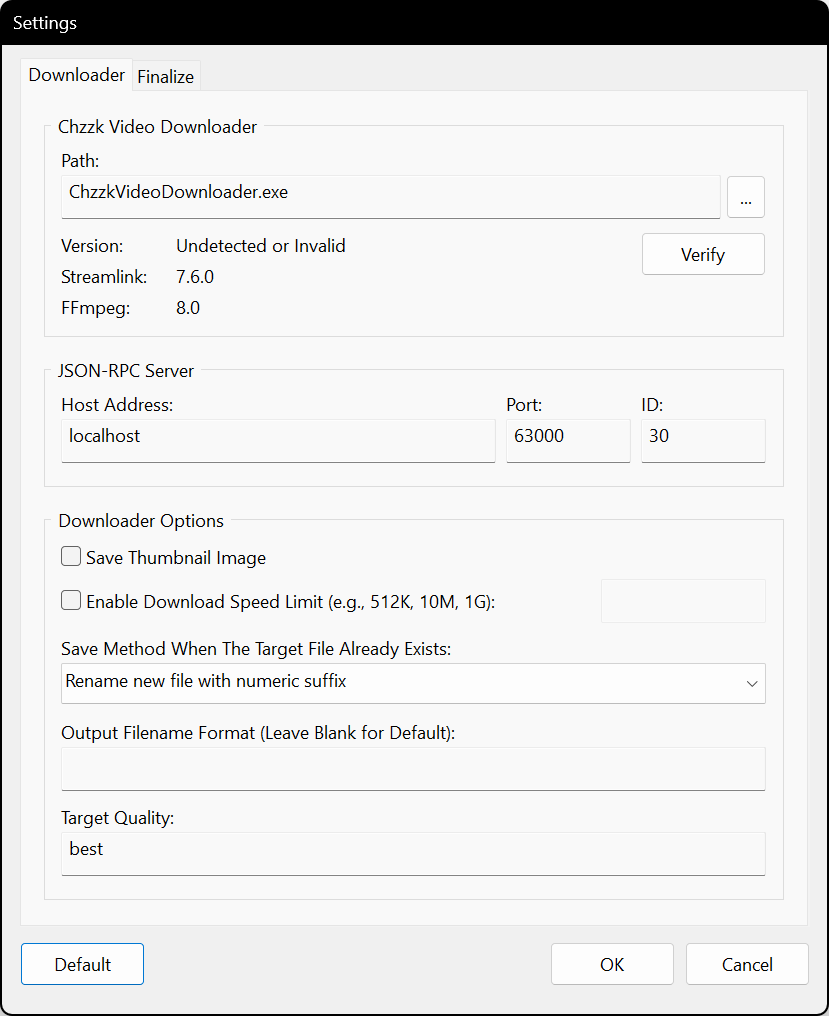 Settings
Downloader Finalize
Chzzk Video Downloader
Path:
ChzzkVideoDownloader.exe ...
Version: Undetected or Invalid Verify
Streamlink: 7.6.0
FFmpeg: 8.0
JSON-RPC Server
Host Address: Port: ID:
localhost 63000 30
Downloader Options
Save Thumbnail Image
Enable Download Speed Limit (e.g., 512K, 10M, 1G):
Save Method When The Target File Already Exists:
Rename new file with numeric suffix
Output Filename Format (Leave Blank for Default):
Target Quality:
best
Default OK Cancel